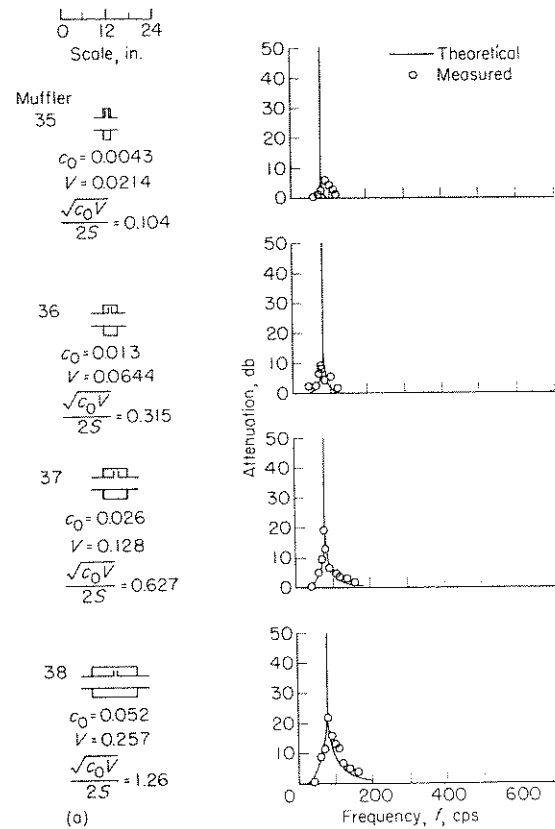 0 12 24
Scale, in.
Muffler
35
c₀=0.0043
V=0.0214
√c₀V/2S=0.104
36
c₀=0.013
V=0.0644
√c₀V/2S=0.315
37
c₀=0.026
V=0.128
√c₀V/2S=0.627
38
c₀=0.052
V=0.257
√c₀V/2S=1.26
(a)
Theoretical
Measured
50
40
30
20
10
0
50
40
30
20
10
0
50
40
30
20
10
0
50
40
30
20
10
0 200 400 600
Attenuation, db
Frequency, f, cps